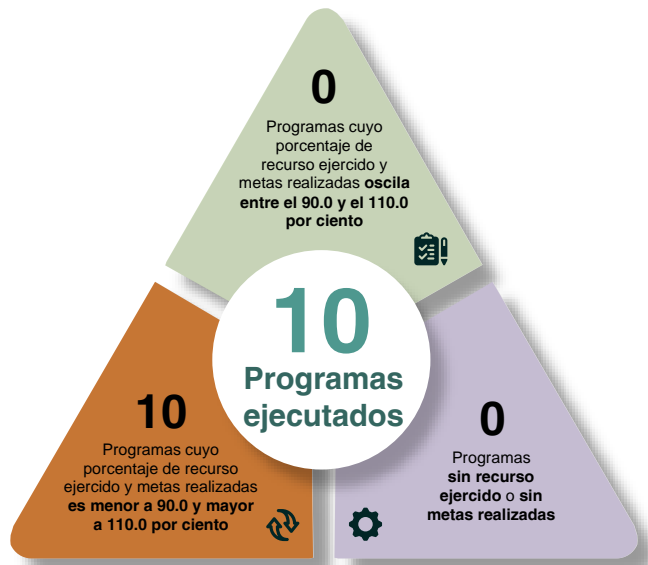 0
Programas cuyo
porcentaje de
recurso ejercido y
metas realizadas oscila
entre el 90.0 y el 110.0
por ciento
10
Programas
ejecutados
10
Programas cuyo
porcentaje de recurso
ejercido y metas realizadas
es menor a 90.0 y mayor
a 110.0 por ciento
0
Programas
sin recurso
ejercido o sin
metas realizadas